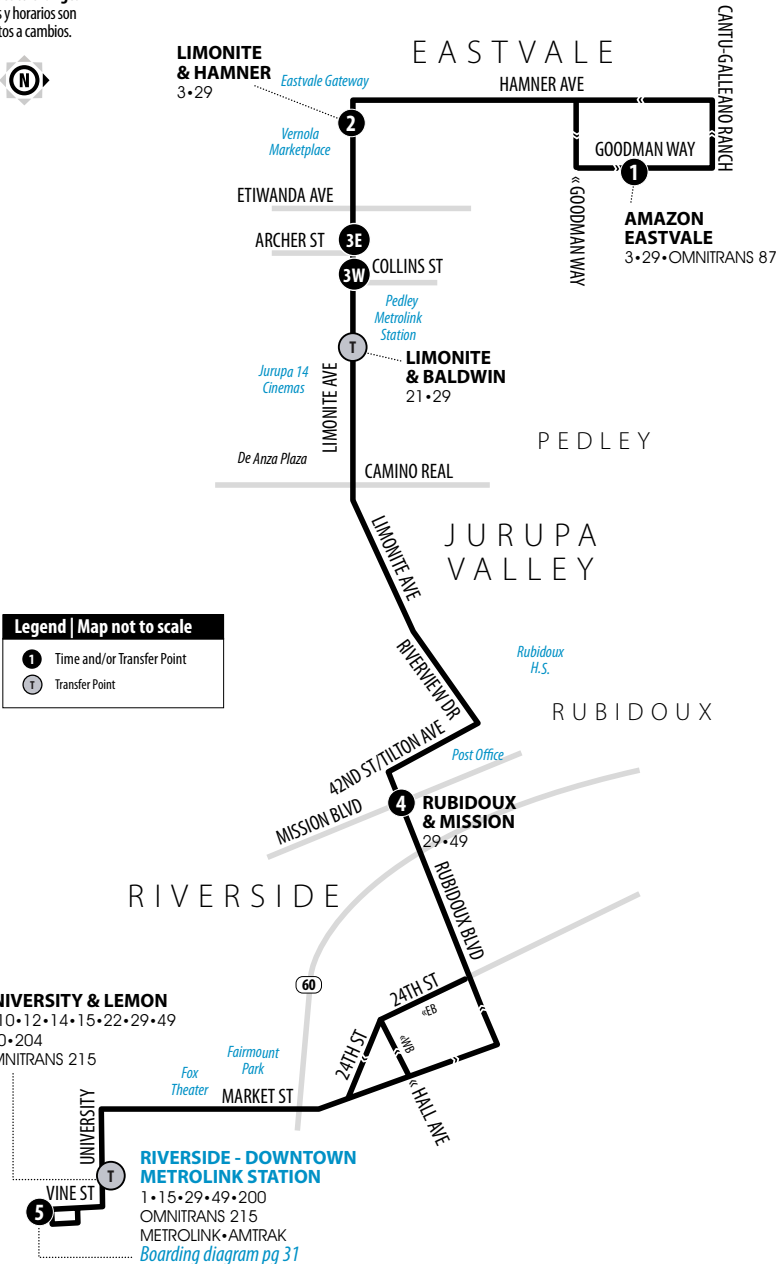 s y horarios son
tos a cambios.
N
EASTVALE
CANTU-GALLEANO RANCH
LIMONITE
& HAMNER
3•29
Eastvale Gateway
HAMNER AVE
2
Vernola
Marketplace
GOODMAN WAY
1
« GOODMAN WAY
AMAZON
EASTVALE
3•29•OMNITRANS 87
ETIWANDA AVE
ARCHER ST
3E
3W
COLLINS ST
Pedley
Metrolink
Station
T
LIMONITE
& BALDWIN
21•29
Jurupa 14
Cinemas
LIMONITE AVE
PEDLEY
De Anza Plaza
CAMINO REAL
LIMONITE AVE
JURUPA
VALLEY
Legend | Map not to scale
1 Time and/or Transfer Point
T Transfer Point
RIVERVIEW DR
Rubidoux
H.S.
RUBIDOUX
42ND ST/TILTON AVE
Post Office
MISSION BLVD
4
RUBIDOUX
& MISSION
29•49
RUBIDOUX BLVD
RIVERSIDE
60
24TH ST
«EB
24TH ST
«WB
« HALL AVE
NIVERSITY & LEMON
10•12•14•15•22•29•49
0•204
MNITRANS 215
Fox
Theater
Fairmount
Park
MARKET ST
UNIVERSITY
T
VINE ST
5
RIVERSIDE - DOWNTOWN
METROLINK STATION
1•15•29•49•200
OMNITRANS 215
METROLINK•AMTRAK
Boarding diagram pg 31